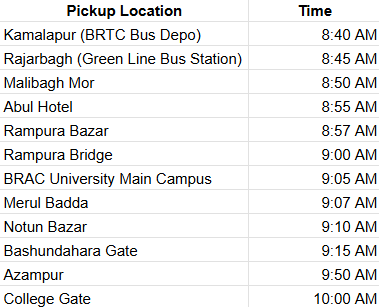 Pickup Location Time
Kamalapur (BRTC Bus Depo) 8:40 AM
Rajarbagh (Green Line Bus Station) 8:45 AM
Malibagh Mor 8:50 AM
Abul Hotel 8:55 AM
Rampura Bazar 8:57 AM
Rampura Bridge 9:00 AM
BRAC University Main Campus 9:05 AM
Merul Badda 9:07 AM
Notun Bazar 9:10 AM
Bashundahara Gate 9:15 AM
Azampur 9:50 AM
College Gate 10:00 AM